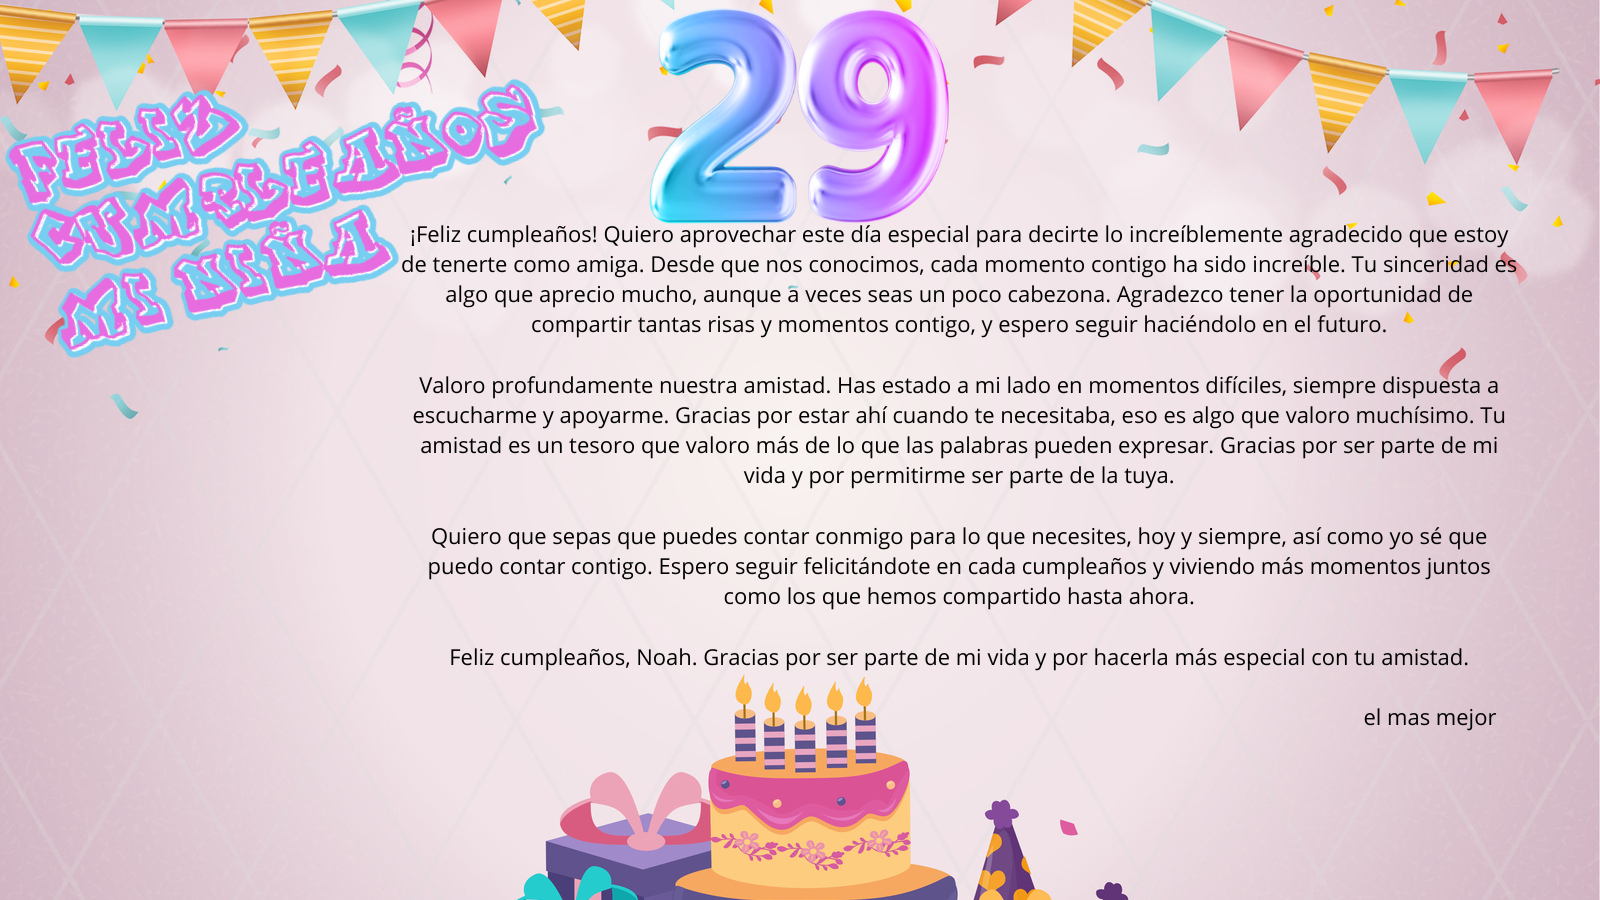 29
FELIZ
CUMPLEAÑOS
MI NIÑA
¡Feliz cumpleaños! Quiero aprovechar este día especial para decirte lo increíblemente agradecido que estoy
de tenerte como amiga. Desde que nos conocimos, cada momento contigo ha sido increíble. Tu sinceridad es
algo que aprecio mucho, aunque a veces seas un poco cabezona. Agradezco tener la oportunidad de
compartir tantas risas y momentos contigo, y espero seguir haciéndolo en el futuro.
Valoro profundamente nuestra amistad. Has estado a mi lado en momentos difíciles, siempre dispuesta a
escucharme y apoyarme. Gracias por estar ahí cuando te necesitaba, eso es algo que valoro muchísimo. Tu
amistad es un tesoro que valoro más de lo que las palabras pueden expresar. Gracias por ser parte de mi
vida y por permitirme ser parte de la tuya.
Quiero que sepas que puedes contar conmigo para lo que necesites, hoy y siempre, así como yo sé que
puedo contar contigo. Espero seguir felicitándote en cada cumpleaños y viviendo más momentos juntos
como los que hemos compartido hasta ahora.
Feliz cumpleaños, Noah. Gracias por ser parte de mi vida y por hacerla más especial con tu amistad.
el mas mejor